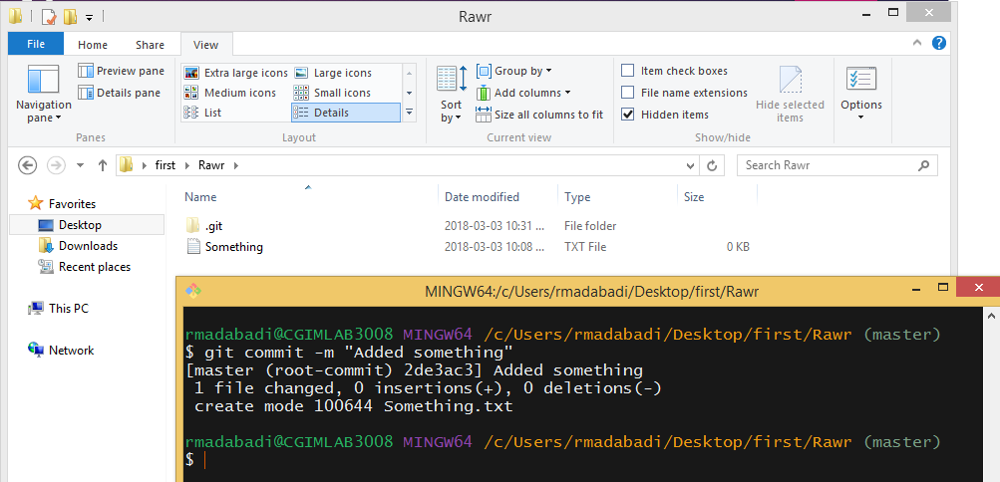 Rawr
File Home Share View
Navigation pane
Preview pane
Details pane
Panes
Extra large icons Large icons
Medium icons Small icons
List Details
Layout
Sort by
Group by
Add columns
Size all columns to fit
Current view
Item check boxes
File name extensions
Hidden items
Hide selected items
Show/hide
Options
first Rawr
Search Rawr
Favorites
Desktop
Downloads
Recent places
This PC
Network
Name Date modified Type Size
.git 2018-03-03 10:31 ... File folder
Something 2018-03-03 10:08 ... TXT File 0 KB
MINGW64:/c/Users/rmadabadi/Desktop/first/Rawr
rmadabadi@CGIMLAB3008 MINGW64 /c/Users/rmadabadi/Desktop/first/Rawr (master)
$ git commit -m "Added something"
[master (root-commit) 2de3ac3] Added something
1 file changed, 0 insertions(+), 0 deletions(-)
create mode 100644 Something.txt
rmadabadi@CGIMLAB3008 MINGW64 /c/Users/rmadabadi/Desktop/first/Rawr (master)
$